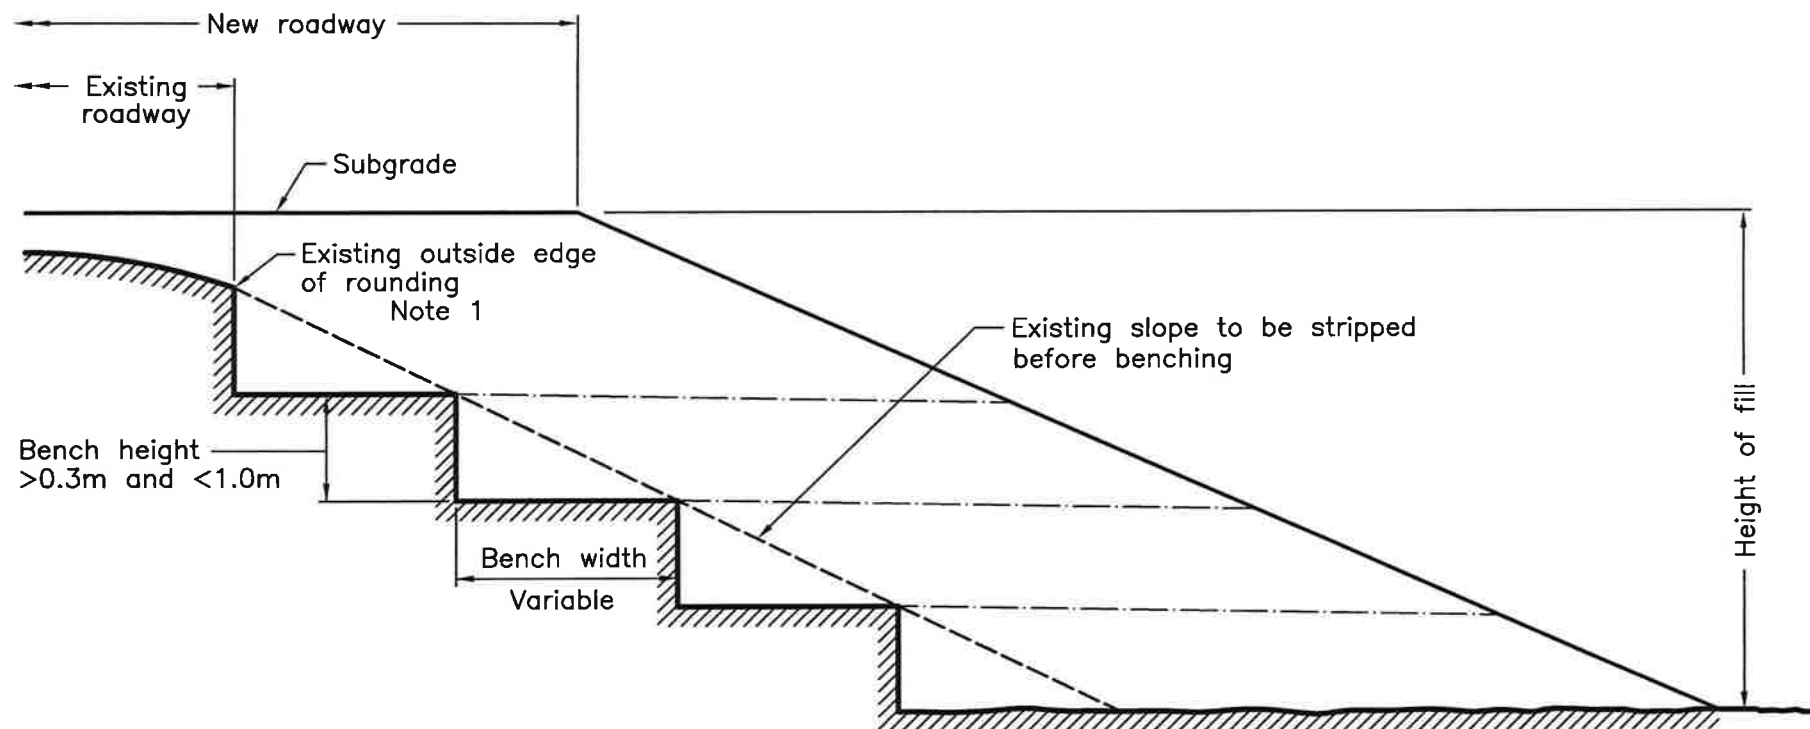 New roadway
Existing
roadway
Subgrade
Existing outside edge
of rounding
Note 1
Existing slope to be stripped
before benching
Height of fill
Bench height
>0.3m and <1.0m
Bench width
Variable